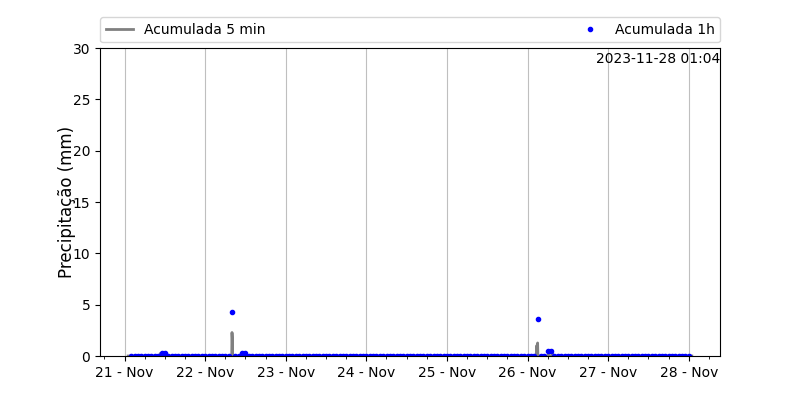 Acumulada 5 min
Acumulada 1h
2023-11-28 01:04
Precipitação (mm)
30
25
20
15
10
5
0
21 - Nov
22 - Nov
23 - Nov
24 - Nov
25 - Nov
26 - Nov
27 - Nov
28 - Nov